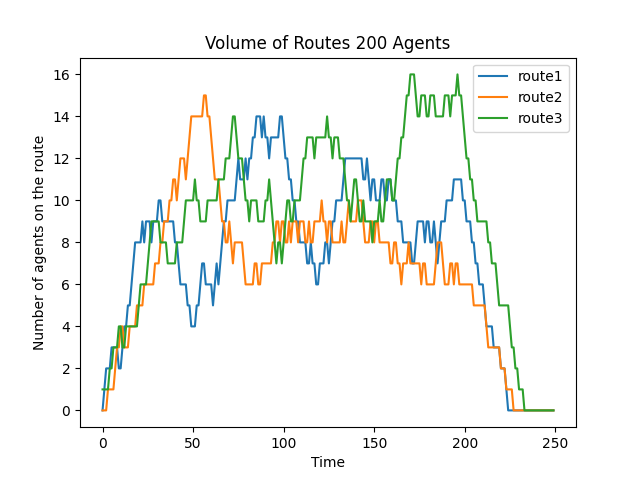 Volume of Routes 200 Agents
route1
route2
route3
Number of agents on the route
16
14
12
10
8
6
4
2
0
0
50
100
150
200
250
Time